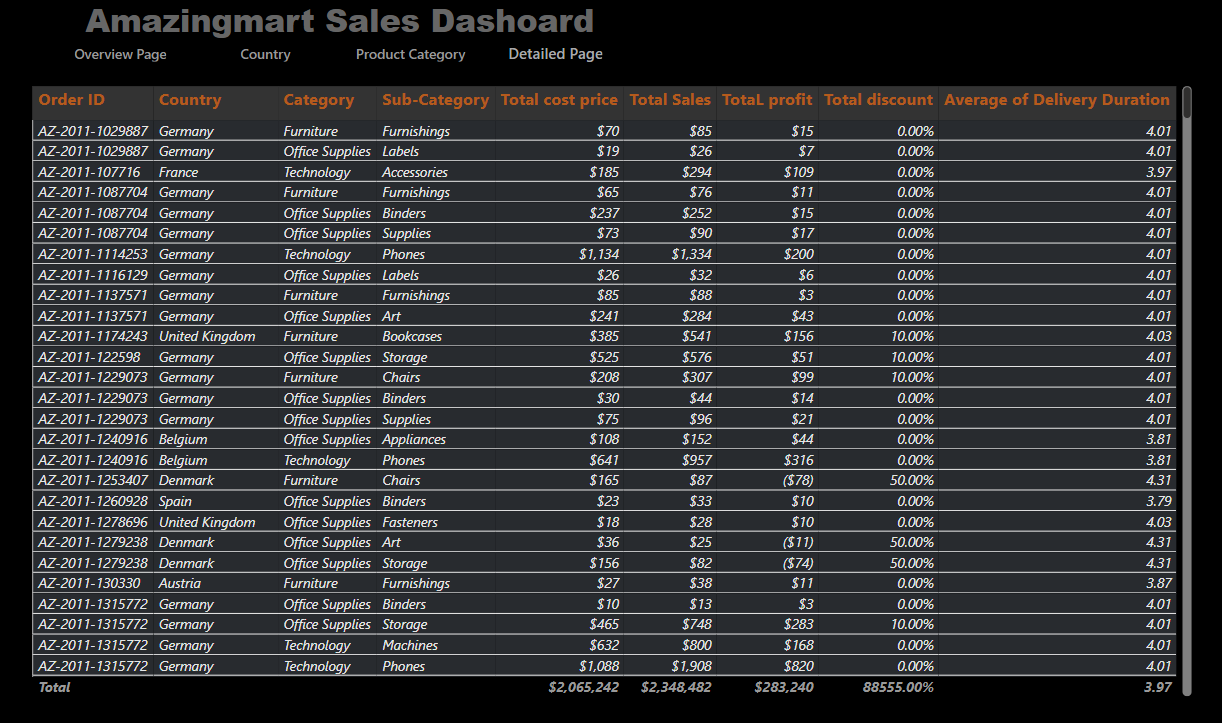 Amazingmart Sales Dashoard
Overview Page Country Product Category Detailed Page
Order ID Country Category Sub-Category Total cost price Total Sales TotaL profit Total discount Average of Delivery Duration
AZ-2011-1029887 Germany Furniture Furnishings $70 $85 $15 0.00% 4.01
AZ-2011-1029887 Germany Office Supplies Labels $19 $26 $7 0.00% 4.01
AZ-2011-107716 France Technology Accessories $185 $294 $109 0.00% 3.97
AZ-2011-1087704 Germany Furniture Furnishings $65 $76 $11 0.00% 4.01
AZ-2011-1087704 Germany Office Supplies Binders $237 $252 $15 0.00% 4.01
AZ-2011-1087704 Germany Office Supplies Supplies $73 $90 $17 0.00% 4.01
AZ-2011-1114253 Germany Technology Phones $1,134 $1,334 $200 0.00% 4.01
AZ-2011-1116129 Germany Office Supplies Labels $26 $32 $6 0.00% 4.01
AZ-2011-1137571 Germany Furniture Furnishings $85 $88 $3 0.00% 4.01
AZ-2011-1137571 Germany Office Supplies Art $241 $284 $43 0.00% 4.01
AZ-2011-1174243 United Kingdom Furniture Bookcases $385 $541 $156 10.00% 4.03
AZ-2011-122598 Germany Office Supplies Storage $525 $576 $51 10.00% 4.01
AZ-2011-1229073 Germany Furniture Chairs $208 $307 $99 10.00% 4.01
AZ-2011-1229073 Germany Office Supplies Binders $30 $44 $14 0.00% 4.01
AZ-2011-1229073 Germany Office Supplies Supplies $75 $96 $21 0.00% 4.01
AZ-2011-1240916 Belgium Office Supplies Appliances $108 $152 $44 0.00% 3.81
AZ-2011-1240916 Belgium Technology Phones $641 $957 $316 0.00% 3.81
AZ-2011-1253407 Denmark Furniture Chairs $165 $87 ($78) 50.00% 4.31
AZ-2011-1260928 Spain Office Supplies Binders $23 $33 $10 0.00% 3.79
AZ-2011-1278696 United Kingdom Office Supplies Fasteners $18 $28 $10 0.00% 4.03
AZ-2011-1279238 Denmark Office Supplies Art $36 $25 ($11) 50.00% 4.31
AZ-2011-1279238 Denmark Office Supplies Storage $156 $82 ($74) 50.00% 4.31
AZ-2011-130330 Austria Furniture Furnishings $27 $38 $11 0.00% 3.87
AZ-2011-1315772 Germany Office Supplies Binders $10 $13 $3 0.00% 4.01
AZ-2011-1315772 Germany Office Supplies Storage $465 $748 $283 10.00% 4.01
AZ-2011-1315772 Germany Technology Machines $632 $800 $168 0.00% 4.01
AZ-2011-1315772 Germany Technology Phones $1,088 $1,908 $820 0.00% 4.01
Total $2,065,242 $2,348,482 $283,240 88555.00% 3.97